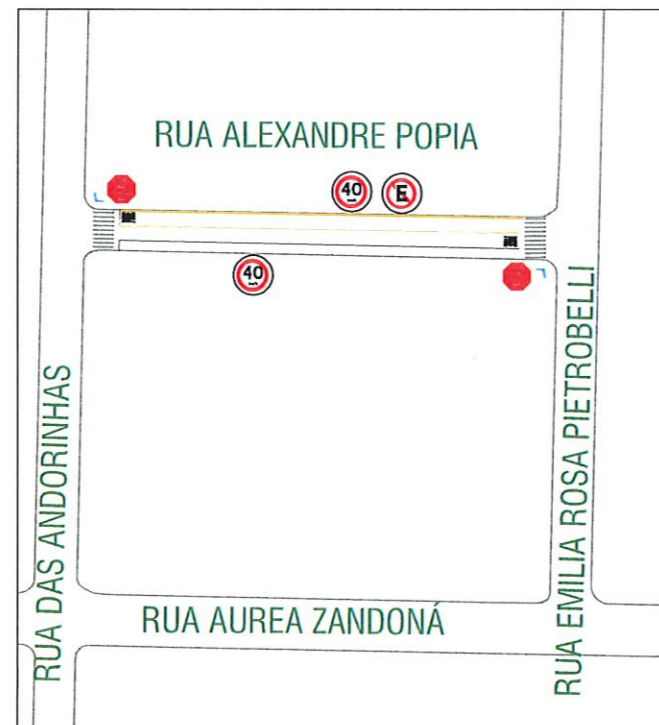 RUA ALEXANDRE POPIA
40
E
40
RUA DAS ANDORINHAS
RUA EMILIA ROSA PIETROBELLI
RUA AUREA ZANDONÁ